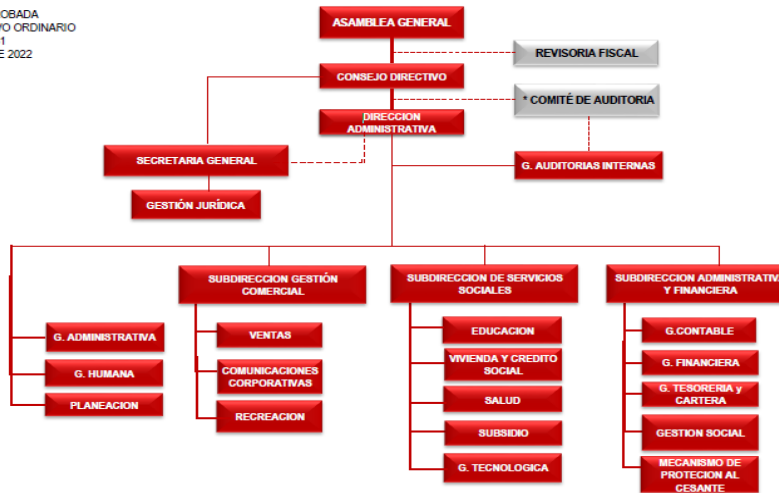 OBADA
O ORDINARIO
1
E 2022
ASAMBLEA GENERAL
REVISORIA FISCAL
CONSEJO DIRECTIVO
* COMITÉ DE AUDITORIA
DIRECCION
ADMINISTRATIVA
SECRETARIA GENERAL
G. AUDITORIAS INTERNAS
GESTIÓN JURÍDICA
SUBDIRECCION GESTIÓN
COMERCIAL
SUBDIRECCION DE SERVICIOS
SOCIALES
SUBDIRECCION ADMINISTRATIVA
Y FINANCIERA
G. ADMINISTRATIVA
G. HUMANA
PLANEACION
VENTAS
COMUNICACIONES
CORPORATIVAS
RECREACION
EDUCACION
VIVIENDA Y CREDITO
SOCIAL
SALUD
SUBSIDIO
G. TECNOLOGICA
G.CONTABLE
G. FINANCIERA
G. TESORERIA y
CARTERA
GESTION SOCIAL
MECANISMO DE
PROTECION AL
CESANTE